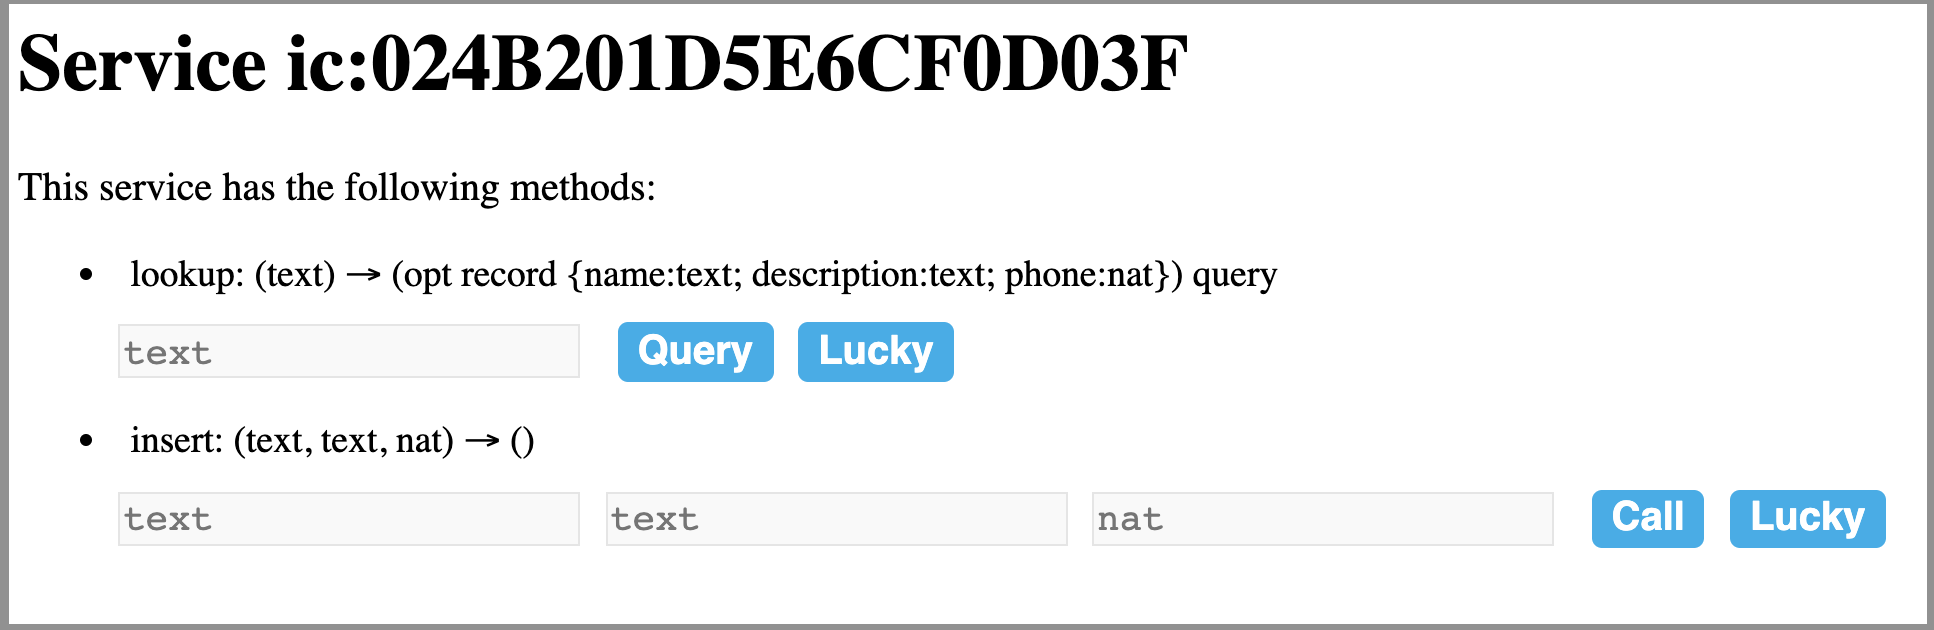 Service ic:024B201D5E6CF0D03F
This service has the following methods:
• lookup: (text) → (opt record {name:text; description:text; phone:nat}) query
text Query Lucky
• insert: (text, text, nat) → ()
text text nat Call Lucky